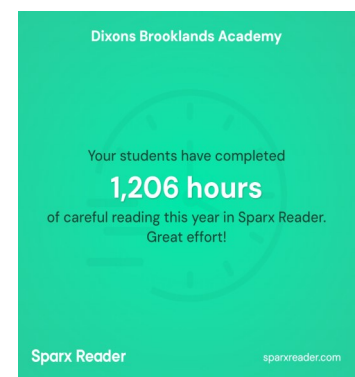 Dixons Brooklands Academy
Your students have completed
1,206 hours
of careful reading this year in Sparx Reader.
Great effort!
Sparx Reader
sparxreader.com